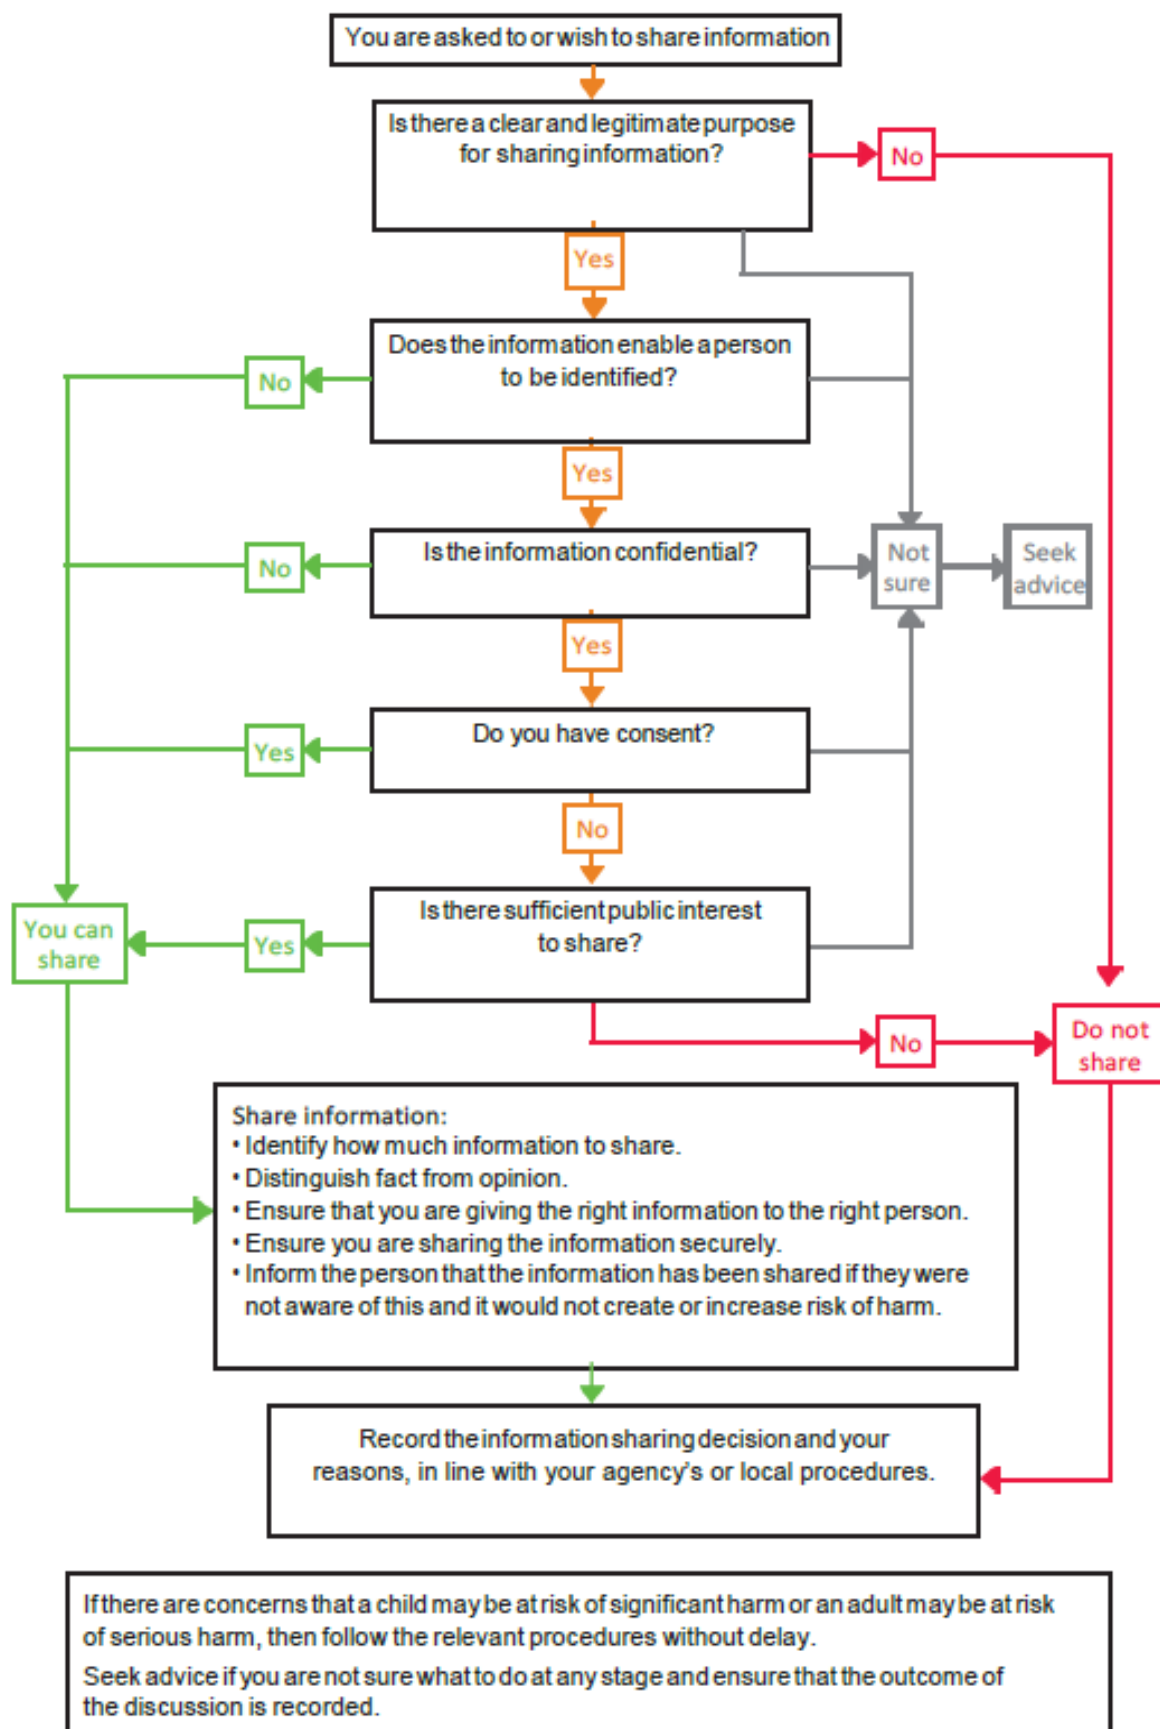 You are asked to or wish to share information
Is there a clear and legitimate purpose
for sharing information?
No
Yes
Does the information enable a person
to be identified?
No
Yes
Is the information confidential?
No
Not
sure
Seek
advice
Yes
Do you have consent?
Yes
No
Is there sufficient public interest
to share?
You can
share
Yes
No
Do not
share
Share information:
• Identify how much information to share.
• Distinguish fact from opinion.
• Ensure that you are giving the right information to the right person.
• Ensure you are sharing the information securely.
• Inform the person that the information has been shared if they were
not aware of this and it would not create or increase risk of harm.
Record the information sharing decision and your
reasons, in line with your agency's or local procedures.
If there are concerns that a child may be at risk of significant harm or an adult may be at risk
of serious harm, then follow the relevant procedures without delay.
Seek advice if you are not sure what to do at any stage and ensure that the outcome of
the discussion is recorded.